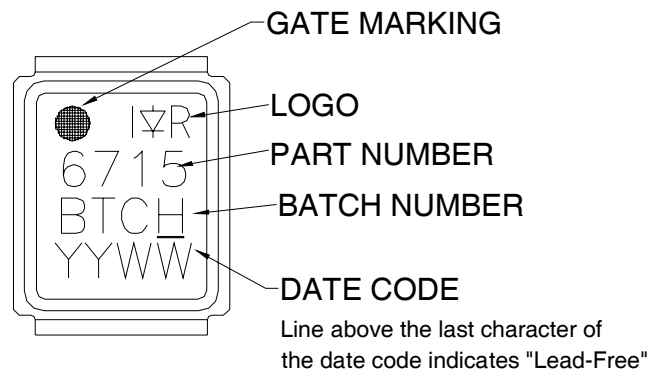 GATE MARKING
IR
LOGO
6715
PART NUMBER
BTCH
BATCH NUMBER
YYWW
DATE CODE
Line above the last character of
the date code indicates "Lead-Free"